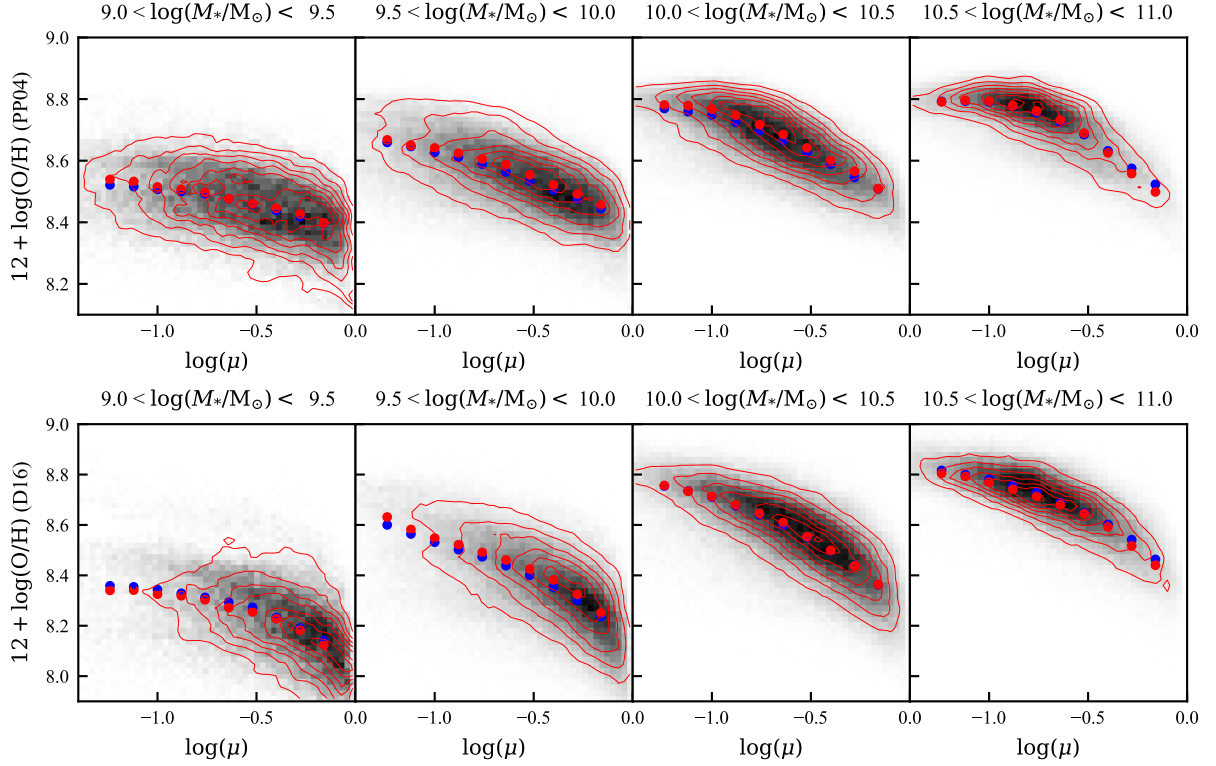 9.0 < log(M*/M⊙) < 9.5
9.5 < log(M*/M⊙) < 10.0
10.0 < log(M*/M⊙) < 10.5
10.5 < log(M*/M⊙) < 11.0
12 + log(O/H) (PP04)
9.0
8.8
8.6
8.4
8.2
−1.0 −0.5 0.0
−1.0 −0.5 0.0
−1.0 −0.5 0.0
−1.0 −0.5 0.0
log(μ)
log(μ)
log(μ)
log(μ)
9.0 < log(M*/M⊙) < 9.5
9.5 < log(M*/M⊙) < 10.0
10.0 < log(M*/M⊙) < 10.5
10.5 < log(M*/M⊙) < 11.0
12 + log(O/H) (D16)
9.0
8.8
8.6
8.4
8.2
8.0
−1.0 −0.5 0.0
−1.0 −0.5 0.0
−1.0 −0.5 0.0
−1.0 −0.5 0.0
log(μ)
log(μ)
log(μ)
log(μ)